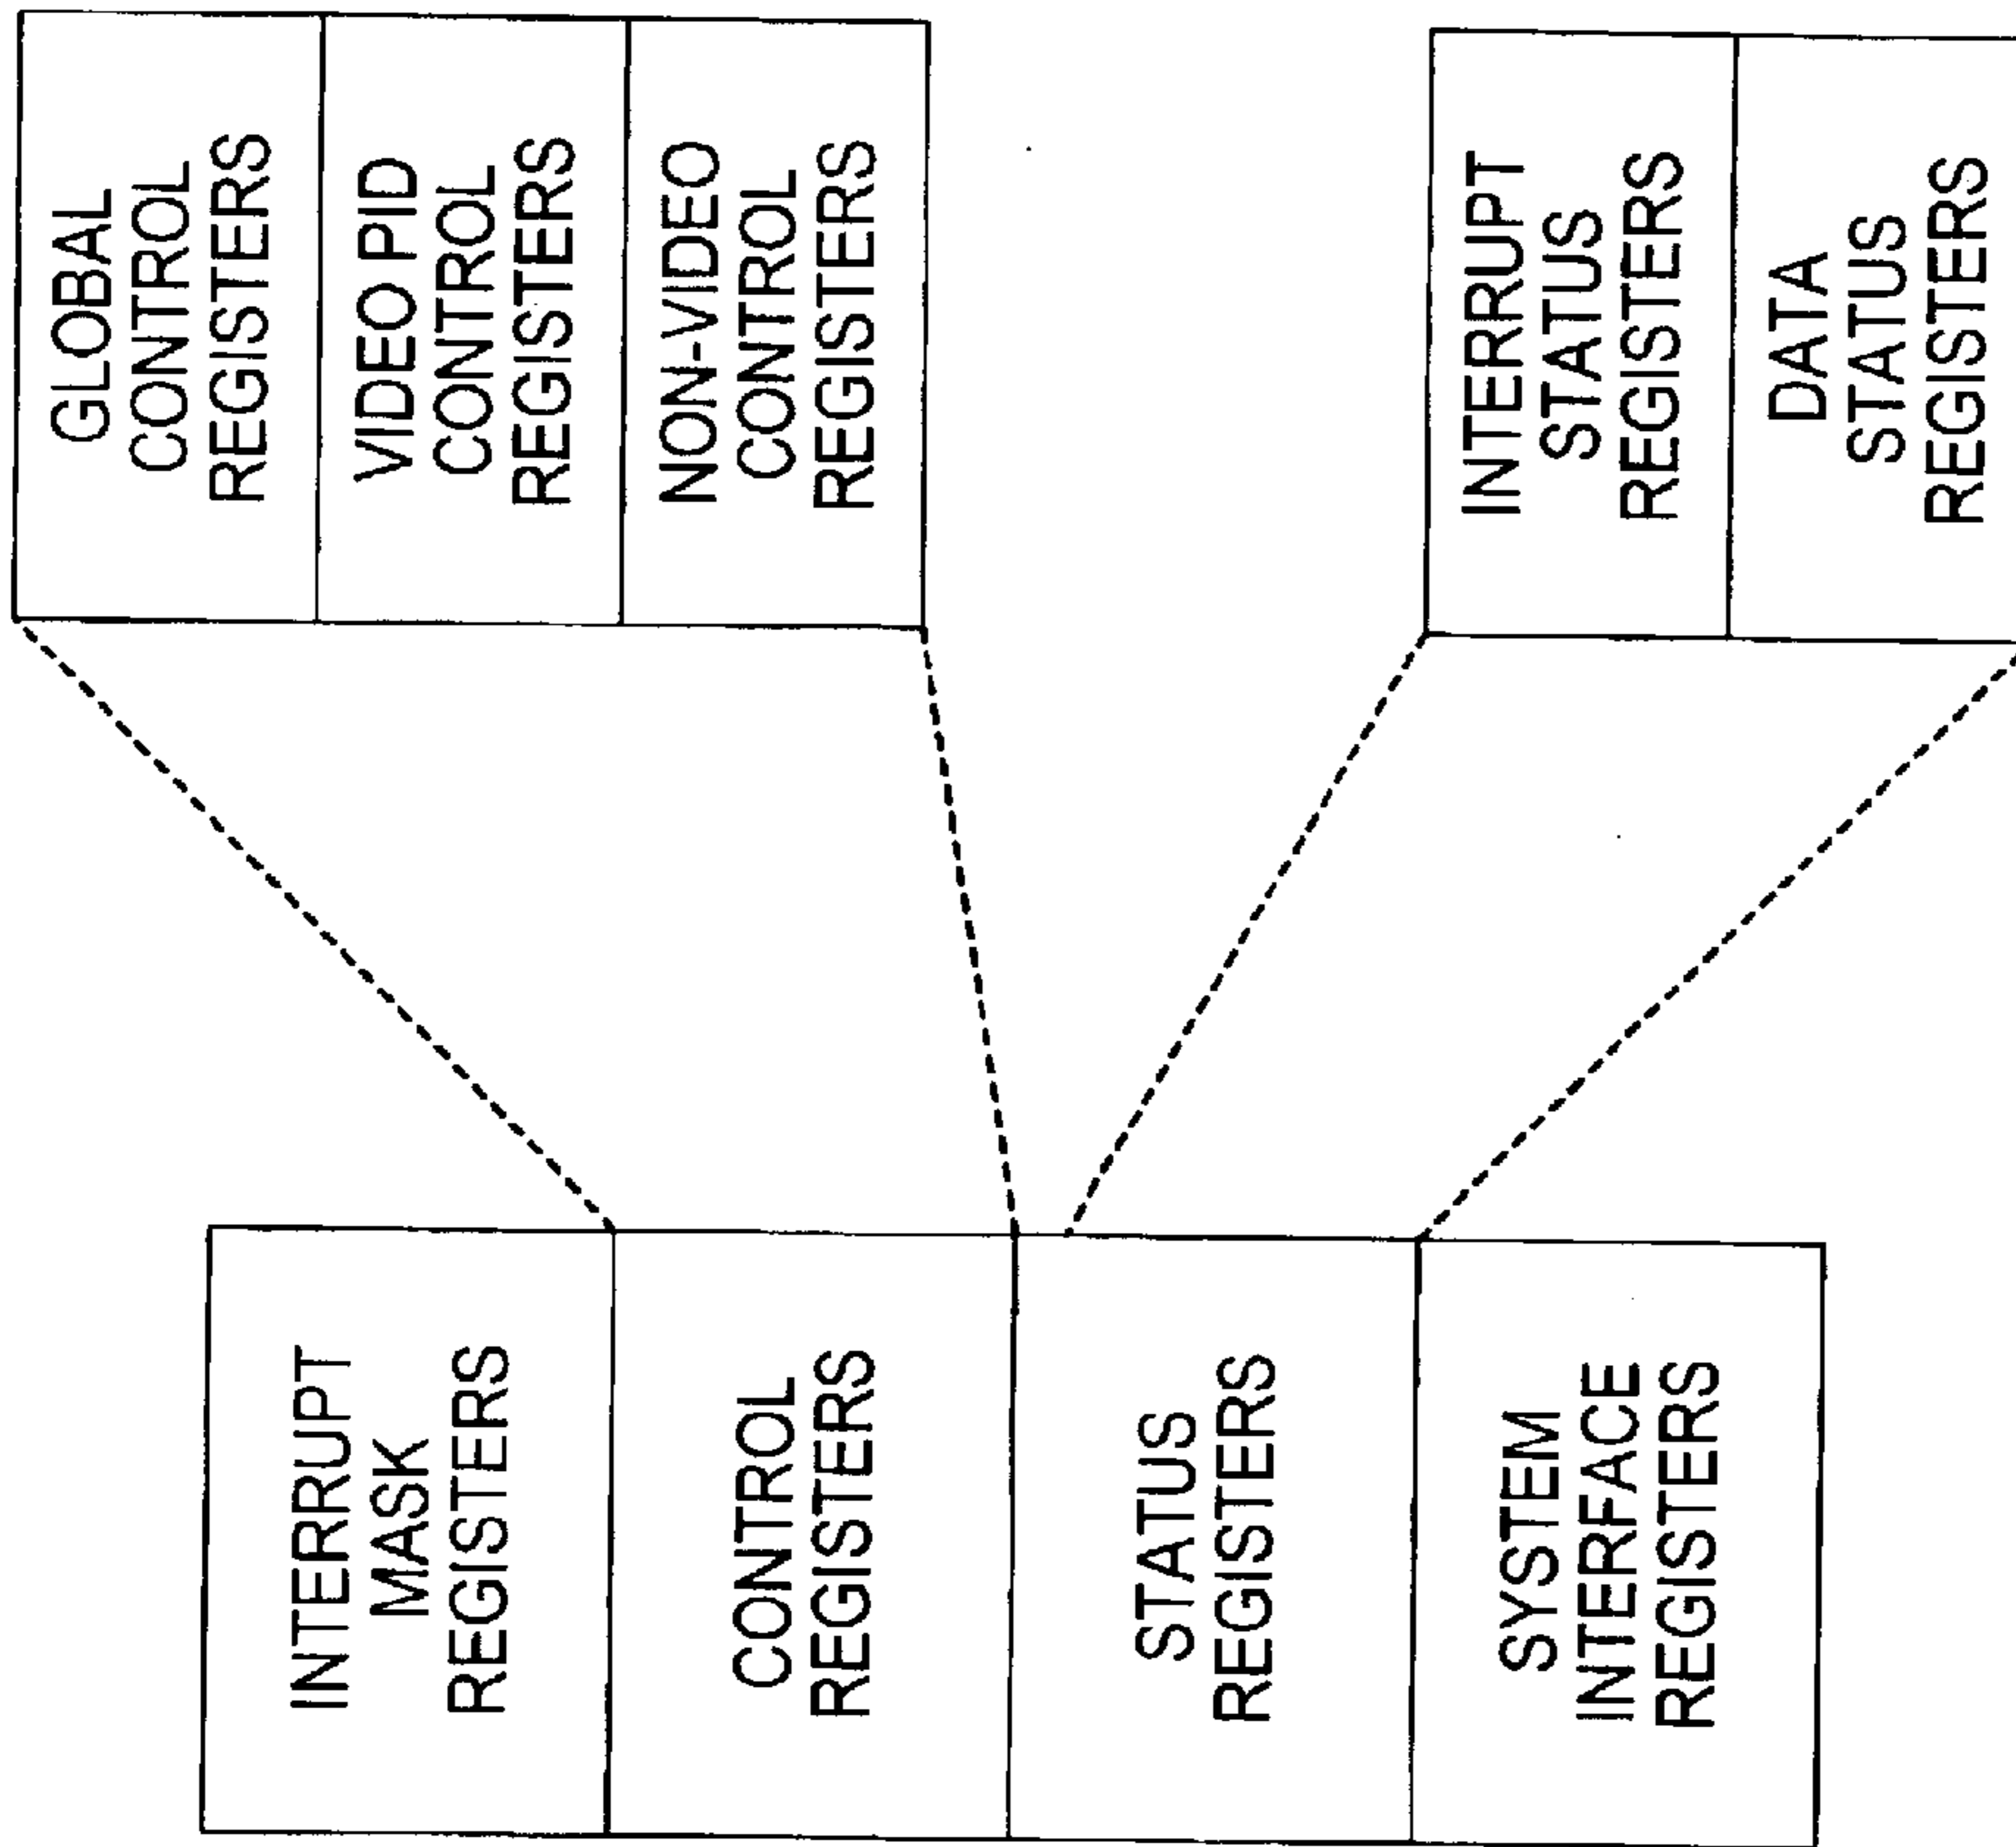 INTERRUPT
MASK
REGISTERS
CONTROL
REGISTERS
STATUS
REGISTERS
SYSTEM
INTERFACE
REGISTERS
GLOBAL
CONTROL
REGISTERS
VIDEO PID
CONTROL
REGISTERS
NON-VIDEO
CONTROL
REGISTERS
INTERRUPT
STATUS
REGISTERS
DATA
STATUS
REGISTERS